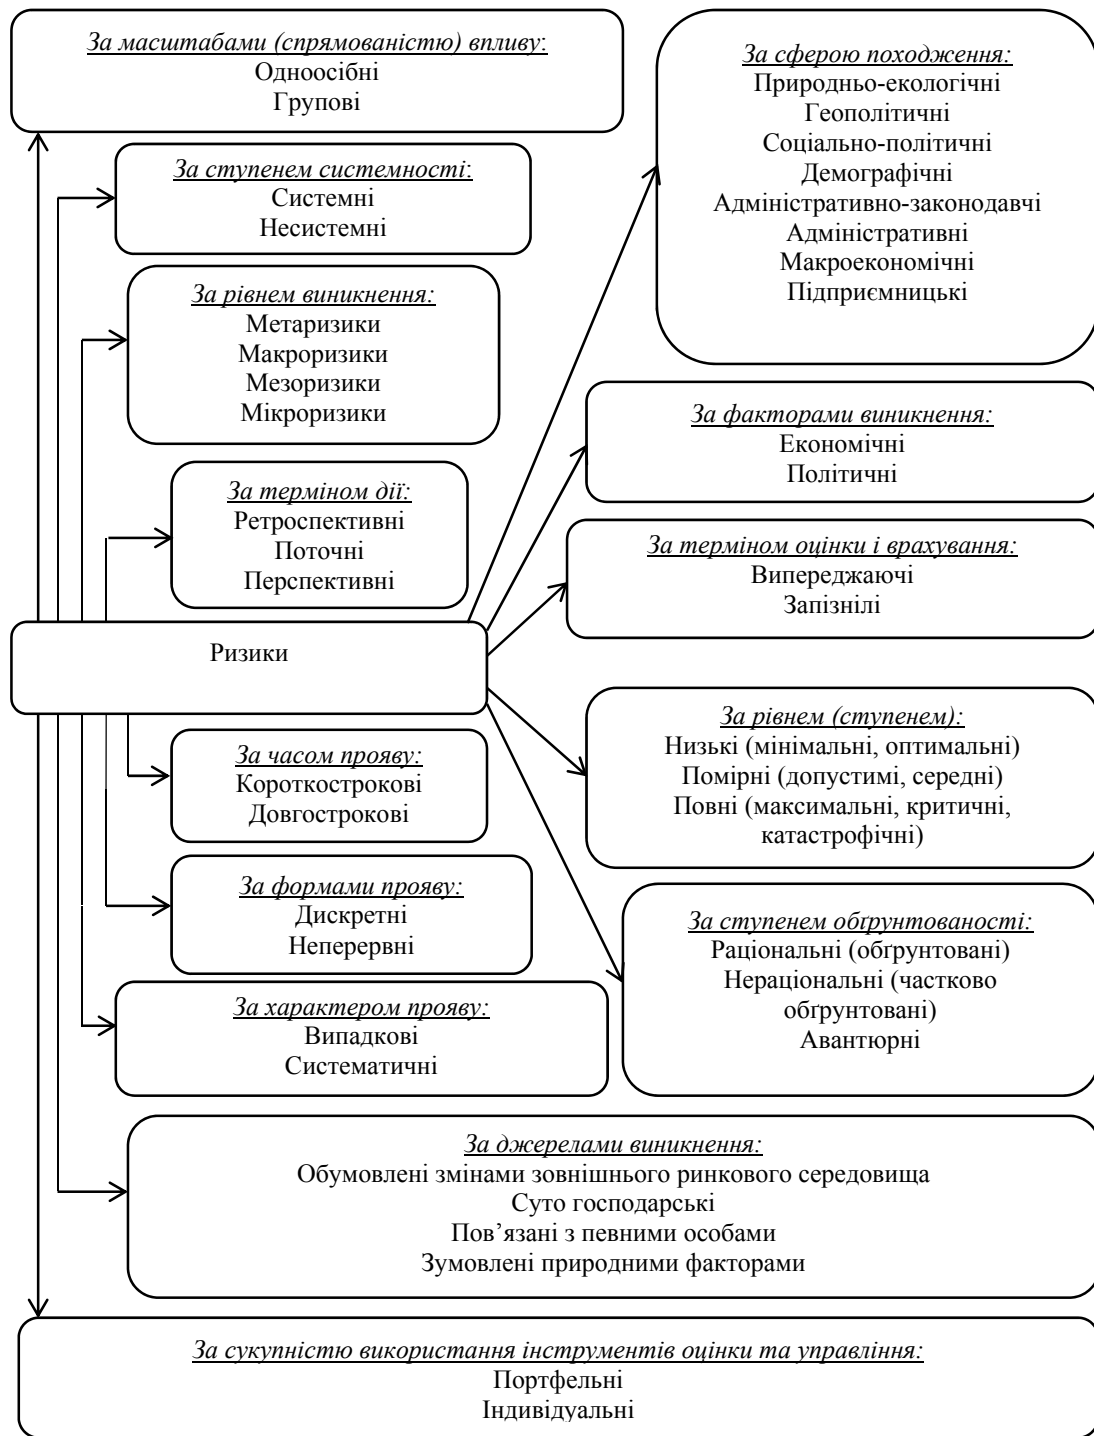 За масштабами (спрямованістю) впливу:
Одноосібні
Групові
За ступенем системності:
Системні
Несистемні
За рівнем виникнення:
Метаризики
Макроризики
Мезоризики
Мікроризики
За терміном дії:
Ретроспективні
Поточні
Перспективні
Ризики
За часом прояву:
Короткострокові
Довгострокові
За формами прояву:
Дискретні
Неперервні
За характером прояву:
Випадкові
Систематичні
За сферою походження:
Природньо-екологічні
Геополітичні
Соціально-політичні
Демографічні
Адміністративно-законодавчі
Адміністративні
Макроекономічні
Підприємницькі
За факторами виникнення:
Економічні
Політичні
За терміном оцінки і врахування:
Випереджаючі
Запізнілі
За рівнем (ступенем):
Низькі (мінімальні, оптимальні)
Помірні (допустимі, середні)
Повні (максимальні, критичні,
катастрофічні)
За ступенем обґрунтованості:
Раціональні (обґрунтовані)
Нераціональні (частково
обґрунтовані)
Авантюрні
За джерелами виникнення:
Обумовлені змінами зовнішнього ринкового середовища
Суто господарські
Пов’язані з певними особами
Зумовлені природними факторами
За сукупністю використання інструментів оцінки та управління:
Портфельні
Індивідуальні